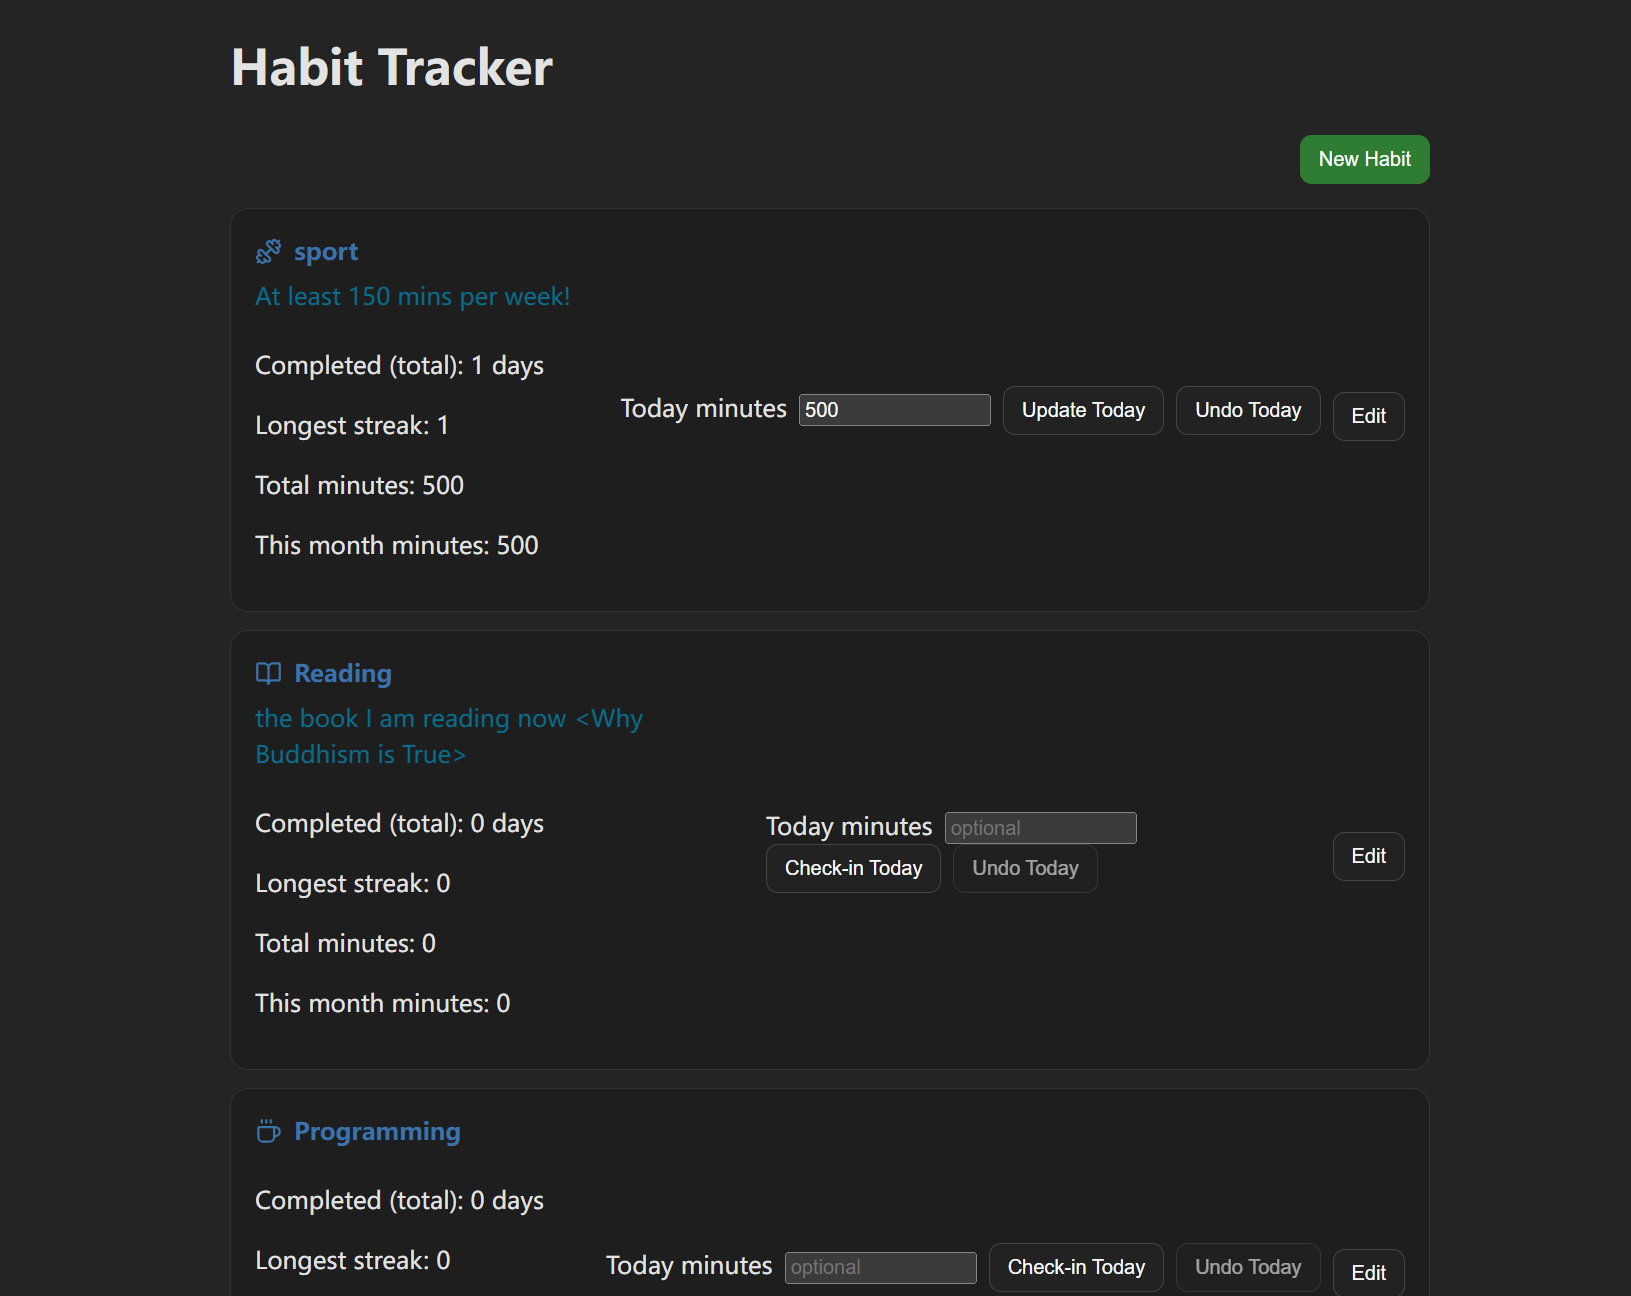 Habit Tracker
New Habit
sport
At least 150 mins per week!
Completed (total): 1 days
Longest streak: 1
Total minutes: 500
This month minutes: 500
Today minutes 500 Update Today Undo Today Edit
Reading
the book I am reading now <Why
Buddhism is True>
Completed (total): 0 days
Longest streak: 0
Total minutes: 0
This month minutes: 0
Today minutes optional
Check-in Today Undo Today
Edit
Programming
Completed (total): 0 days
Longest streak: 0
Today minutes optional Check-in Today Undo Today Edit